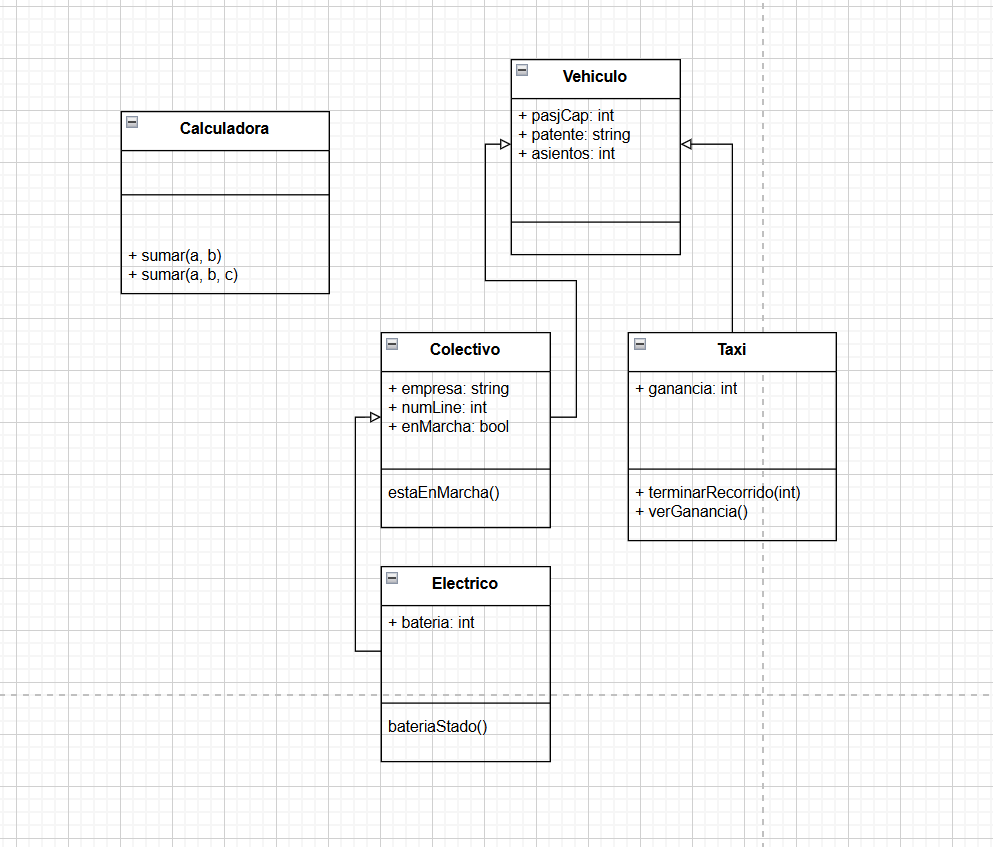 Vehiculo
+ pasjCap: int
+ patente: string
+ asientos: int
Calculadora
+ sumar(a, b)
+ sumar(a, b, c)
Colectivo
+ empresa: string
+ numLine: int
+ enMarcha: bool
estaEnMarcha()
Taxi
+ ganancia: int
+ terminarRecorrido(int)
+ verGanancia()
Electrico
+ bateria: int
bateriaStado()